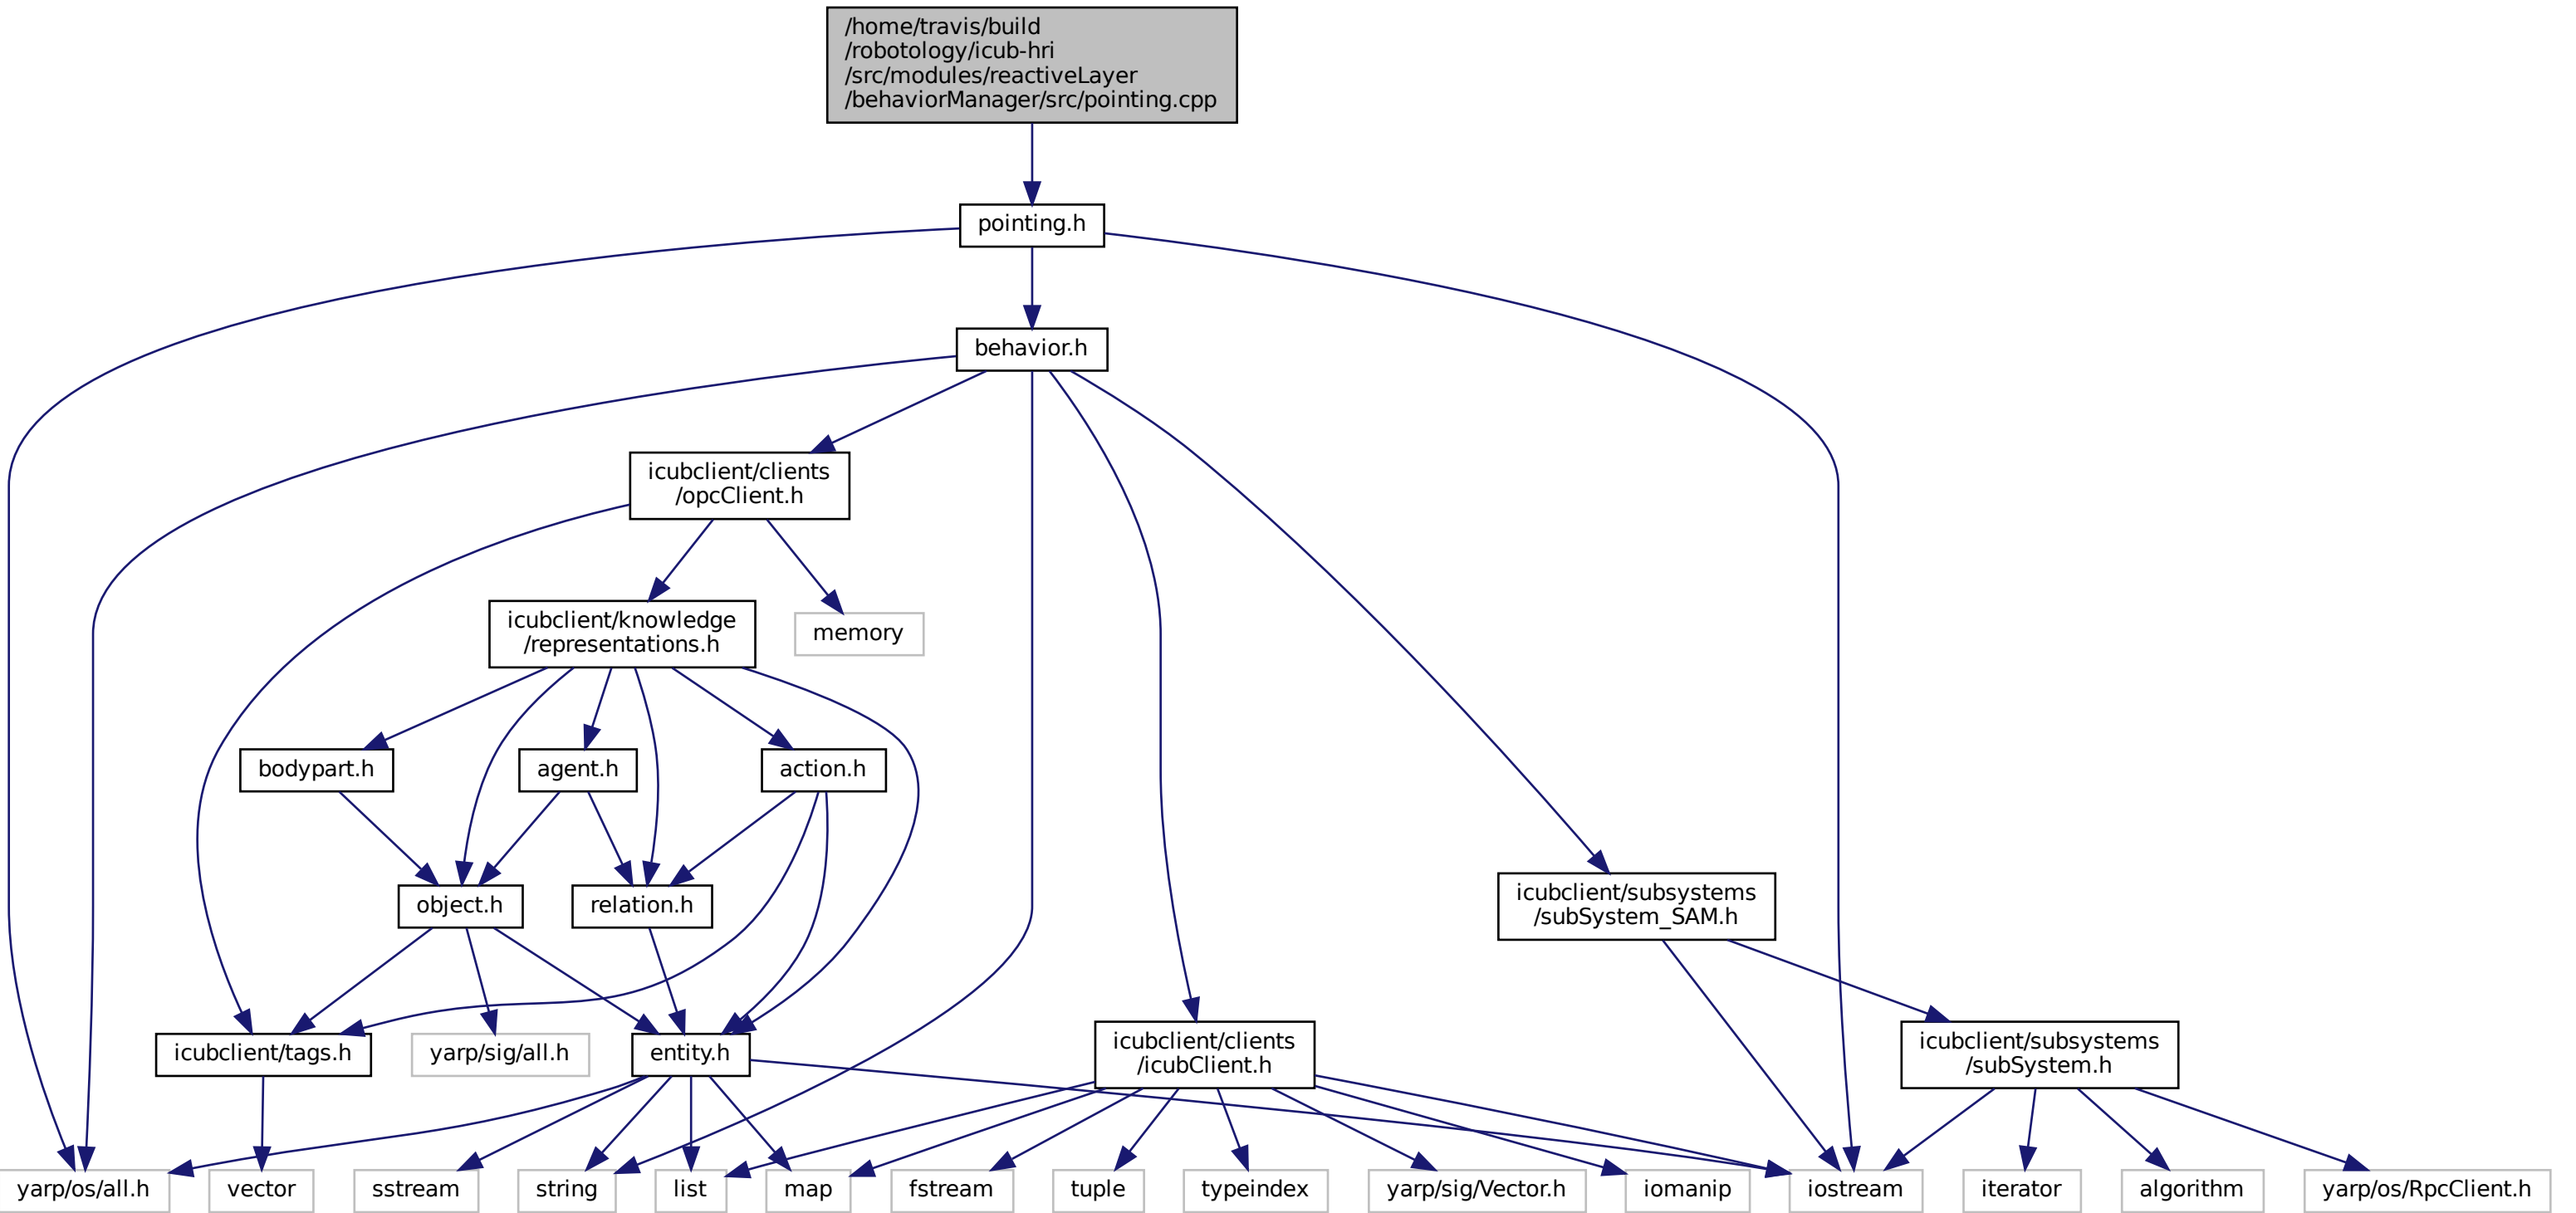 /home/travis/build
/robotology/icub-hri
/src/modules/reactiveLayer
/behaviorManager/src/pointing.cpp
pointing.h
behavior.h
icubclient/clients
/opcClient.h
icubclient/knowledge
/representations.h
memory
bodypart.h
agent.h
action.h
object.h
relation.h
icubclient/subsystems
/subSystem_SAM.h
icubclient/tags.h
yarp/sig/all.h
entity.h
icubclient/clients
/icubClient.h
icubclient/subsystems
/subSystem.h
yarp/os/all.h
vector
sstream
string
list
map
fstream
tuple
typeindex
yarp/sig/Vector.h
iomanip
iostream
iterator
algorithm
yarp/os/RpcClient.h